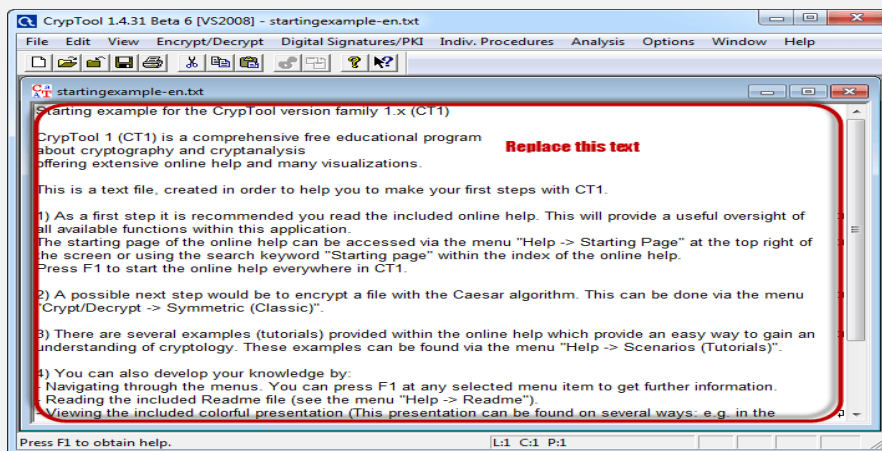 CrypTool 1.4.31 Beta 6 [VS2008] - startingexample-en.txt
File Edit View Encrypt/Decrypt Digital Signatures/PKI Indiv. Procedures Analysis Options Window Help
startingexample-en.txt
Starting example for the CrypTool version family 1.x (CT1)
CrypTool 1 (CT1) is a comprehensive free educational program
about cryptography and cryptanalysis
Replace this text
offering extensive online help and many visualizations.
This is a text file, created in order to help you to make your first steps with CT1.
1) As a first step it is recommended you read the included online help. This will provide a useful oversight of
all available functions within this application.
The starting page of the online help can be accessed via the menu "Help -> Starting Page" at the top right of
the screen or using the search keyword "Starting page" within the index of the online help.
Press F1 to start the online help everywhere in CT1.
2) A possible next step would be to encrypt a file with the Caesar algorithm. This can be done via the menu
"Crypt/Decrypt -> Symmetric (Classic)".
3) There are several examples (tutorials) provided within the online help which provide an easy way to gain an
understanding of cryptology. These examples can be found via the menu "Help -> Scenarios (Tutorials)".
4) You can also develop your knowledge by:
- Navigating through the menus. You can press F1 at any selected menu item to get further information.
- Reading the included Readme file (see the menu "Help -> Readme").
- Viewing the included colorful presentation (This presentation can be found on several ways: e.g. in the
Press F1 to obtain help.
L:1 C:1 P:1